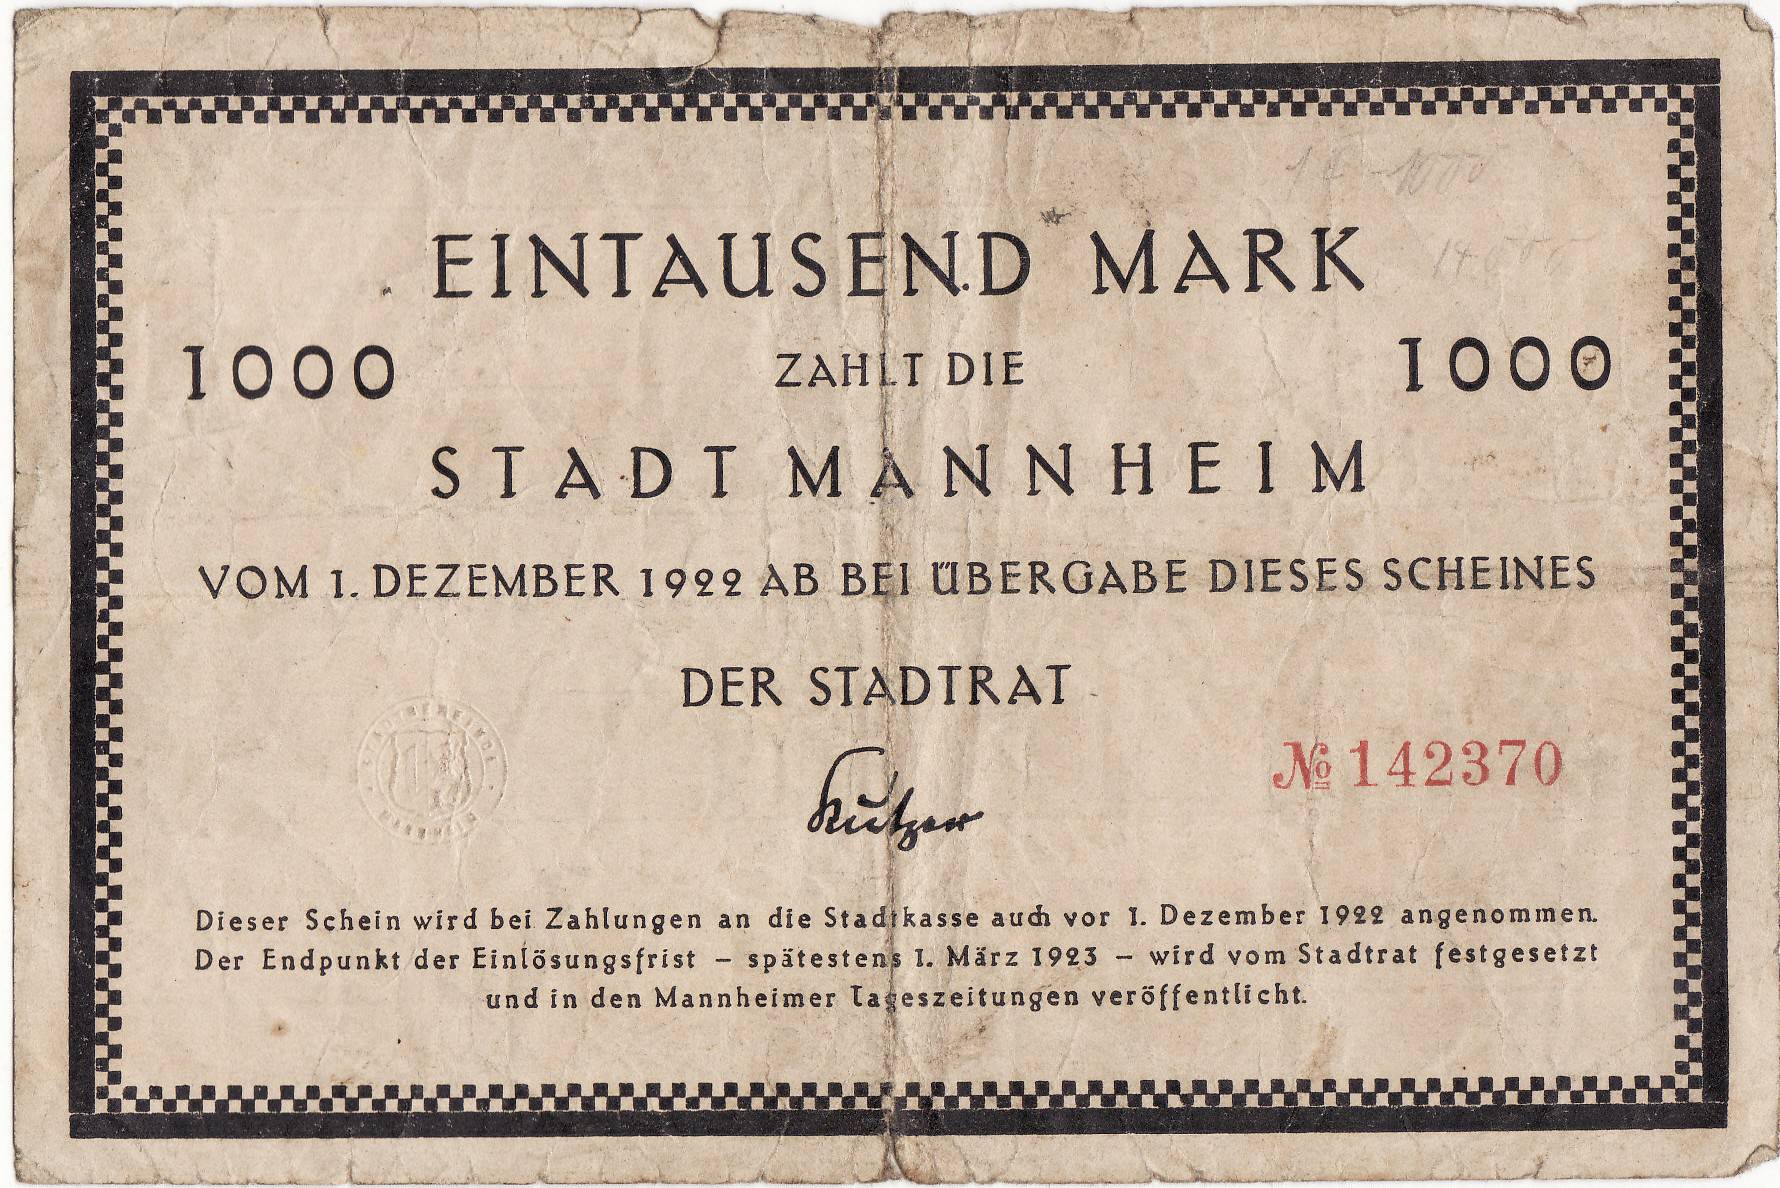 EINTAUSEND MARK
1000 ZAHLT DIE 1000
STADT MANNHEIM
VOM 1. DEZEMBER 1922 AB BEI ÜBERGABE DIESES SCHEINES
DER STADTRAT
Kutzer
№ 142370
Dieser Schein wird bei Zahlungen an die Stadtkasse auch vor 1. Dezember 1922 angenommen.
Der Endpunkt der Einlösungsfrist – spätestens 1. März 1923 – wird vom Stadtrat festgesetzt
und in den Mannheimer Tageszeitungen veröffentlicht.